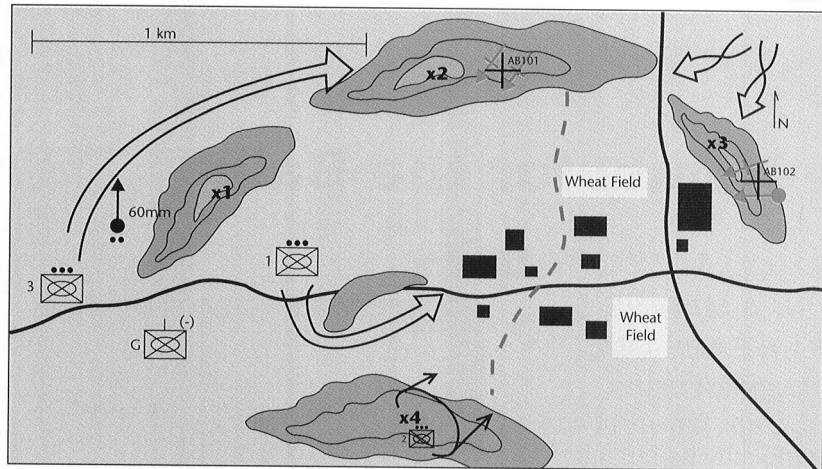 1 km
x2
AB101
N
x3
AB102
x1
60mm
Wheat Field
1
3
Wheat
Field
G
(-)
x4
2